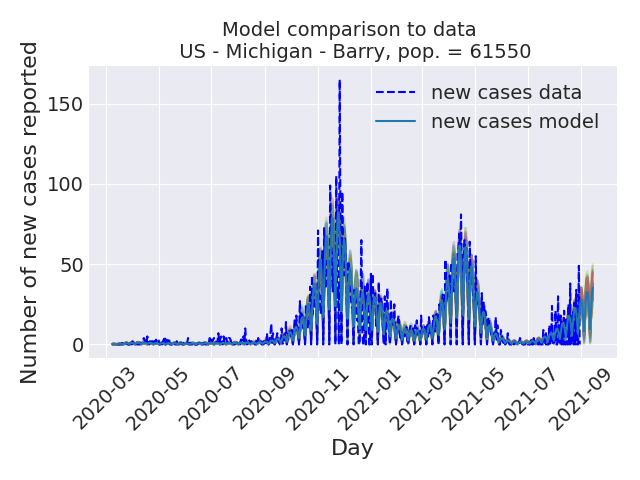 Model comparison to data
US - Michigan - Barry, pop. = 61550
Number of new cases reported
150
100
50
0
new cases data
new cases model
2020-03
2020-05
2020-07
2020-09
2020-11
2021-01
2021-03
2021-05
2021-07
2021-09
Day